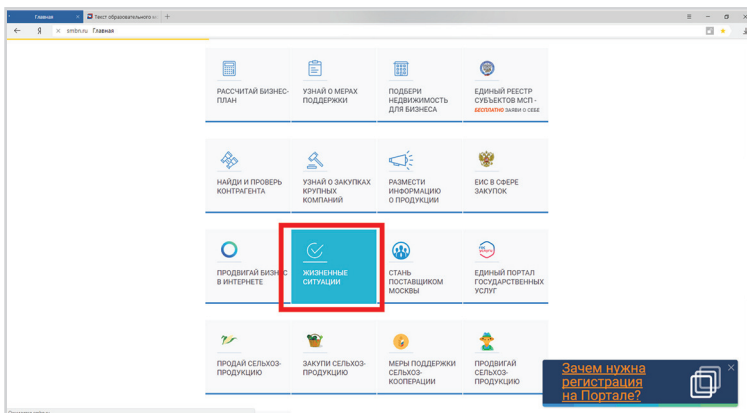 Главная
Текст образовательного ко
smbn.ru Главная
РАССЧИТАЙ БИЗНЕС-
ПЛАН
УЗНАЙ О МЕРАХ
ПОДДЕРЖКИ
ПОДБЕРИ
НЕДВИЖИМОСТЬ
ДЛЯ БИЗНЕСА
ЕДИНЫЙ РЕЕСТР
СУБЪЕКТОВ МСП -
БЕСПЛАТНО ЗАЯВИ О СЕБЕ
НАЙДИ И ПРОВЕРЬ
КОНТРАГЕНТА
УЗНАЙ О ЗАКУПКАХ
КРУПНЫХ
КОМПАНИЙ
РАЗМЕСТИ
ИНФОРМАЦИЮ
О ПРОДУКЦИИ
ЕИС В СФЕРЕ
ЗАКУПОК
ПРОДВИГАЙ БИЗНЕС
В ИНТЕРНЕТЕ
ЖИЗНЕННЫЕ
СИТУАЦИИ
СТАНЬ
ПОСТАВЩИКОМ
МОСКВЫ
ЕДИНЫЙ ПОРТАЛ
ГОСУДАРСТВЕННЫХ
УСЛУГ
ПРОДАЙ СЕЛЬХОЗ-
ПРОДУКЦИЮ
ЗАКУПИ СЕЛЬХОЗ-
ПРОДУКЦИЮ
МЕРЫ ПОДДЕРЖКИ
СЕЛЬХОЗ-
КООПЕРАЦИИ
ПРОДВИГАЙ
СЕЛЬХОЗ-
ПРОДУКЦИЮ
Зачем нужна
регистрация
на Портале?